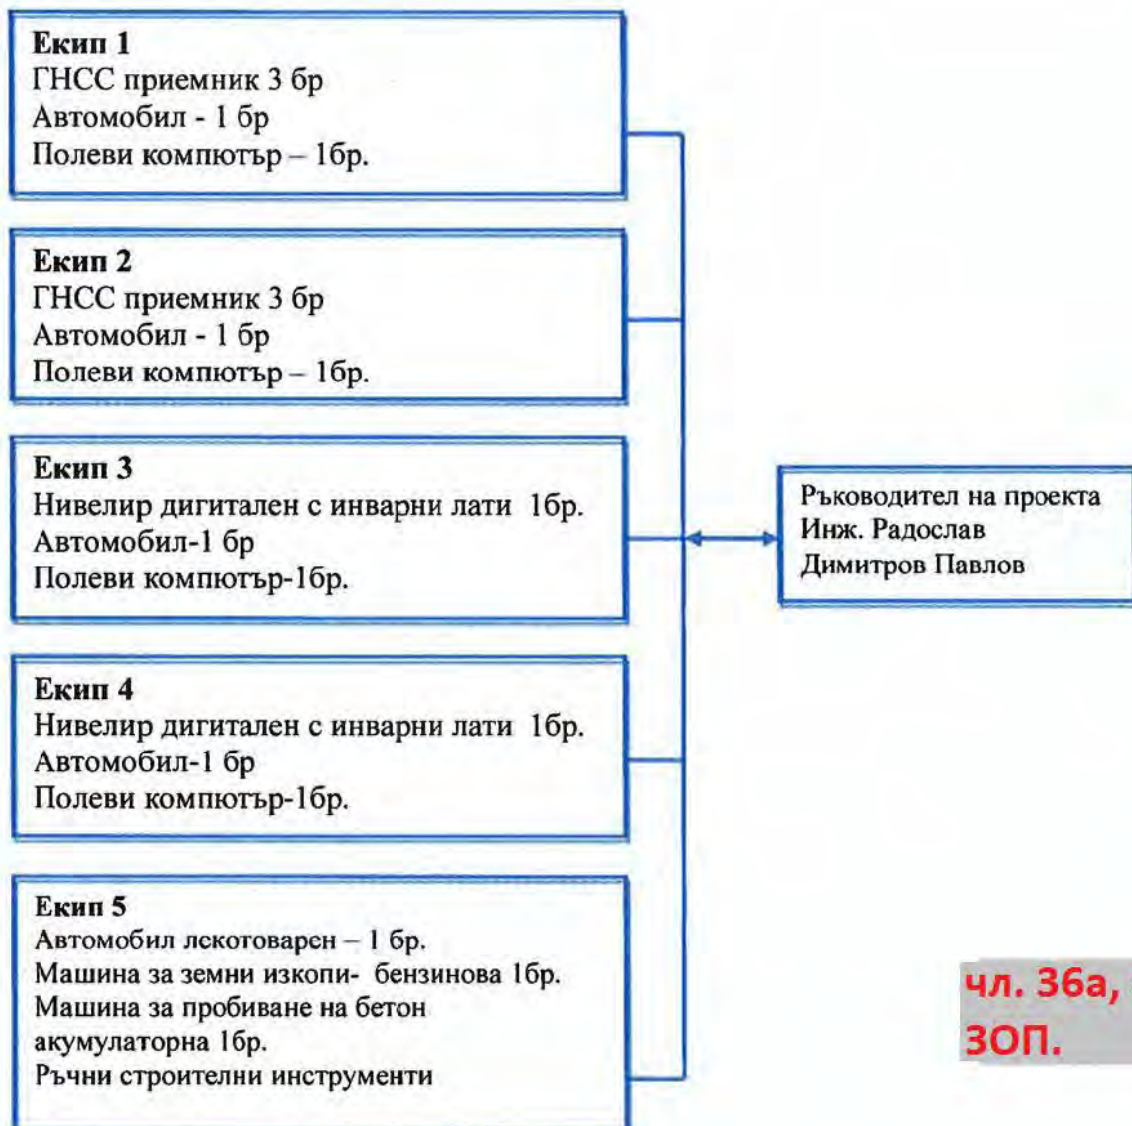 Екип 1
ГНСС приемник 3 бр
Автомобил - 1 бр
Полеви компютър – 1бр.
Екип 2
ГНСС приемник 3 бр
Автомобил - 1 бр
Полеви компютър – 1бр.
Екип 3
Нивелир дигитален с инварни лати 1бр.
Автомобил-1 бр
Полеви компютър-1бр.
Ръководител на проекта
Инж. Радослав
Димитров Павлов
Екип 4
Нивелир дигитален с инварни лати 1бр.
Автомобил-1 бр
Полеви компютър-1бр.
Екип 5
Автомобил лекотоварен – 1 бр.
Машина за земни изкопи- бензинова 1бр.
Машина за пробиване на бетон
акумулаторна 1бр.
Ръчни строителни инструменти
чл. 36а,
ЗОП.